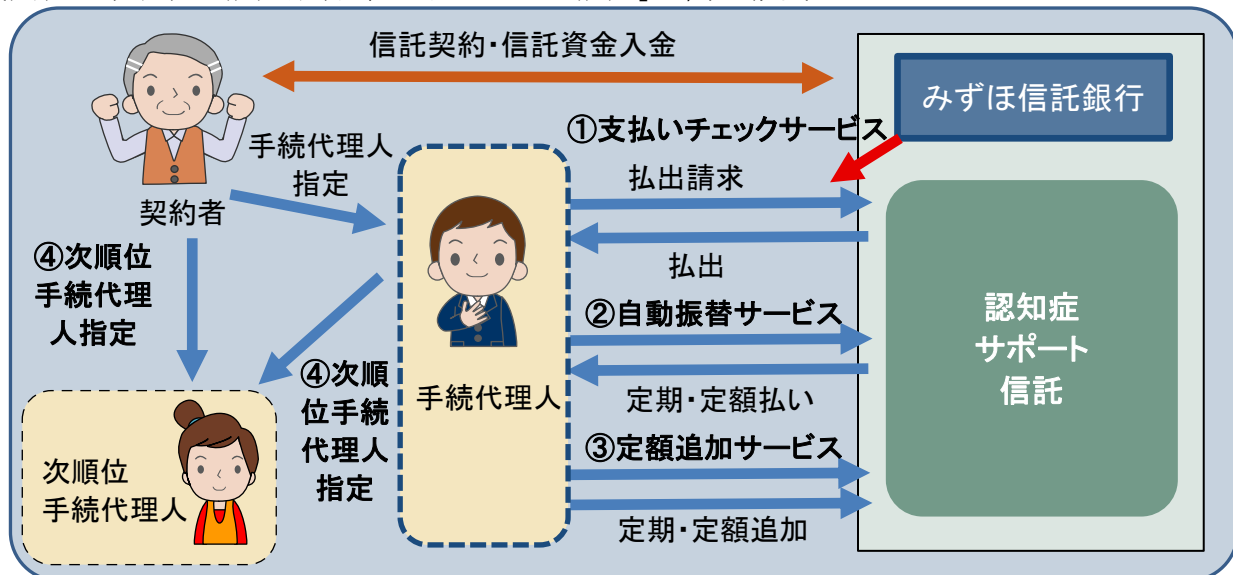 信託契約・信託資金入金
みずほ信託銀行
①支払いチェックサービス
手続代理人
指定
払出請求
契約者
払出
④次順位
手続代理
人指定
②自動振替サービス
認知症
サポート
信託
④次順
位手続
代理人
指定
手続代理人
定期・定額払い
③定額追加サービス
次順位
手続代理人
定期・定額追加